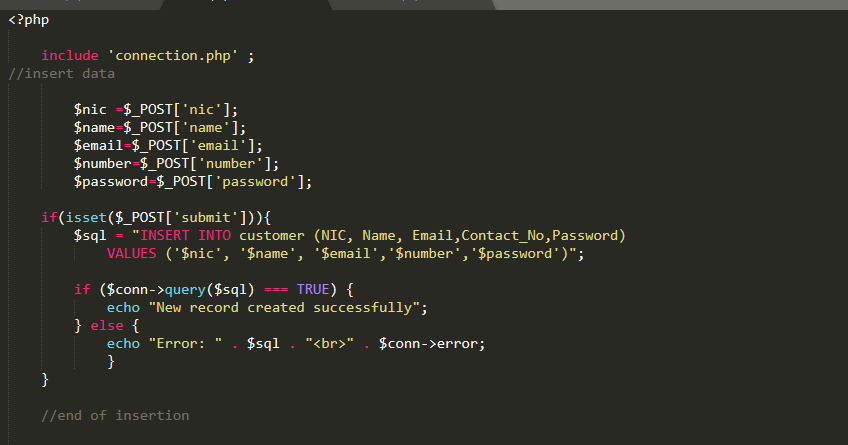 <?php
include 'connection.php' ;
//insert data
$nic =$_POST['nic'];
$name=$_POST['name'];
$email=$_POST['email'];
$number=$_POST['number'];
$password=$_POST['password'];
if(isset($_POST['submit'])){
$sql = "INSERT INTO customer (NIC, Name, Email,Contact_No,Password)
VALUES ('$nic', '$name', '$email','$number','$password')";
if ($conn->query($sql) === TRUE) {
echo "New record created successfully";
} else {
echo "Error: " . $sql . "<br>" . $conn->error;
}
}
//end of insertion